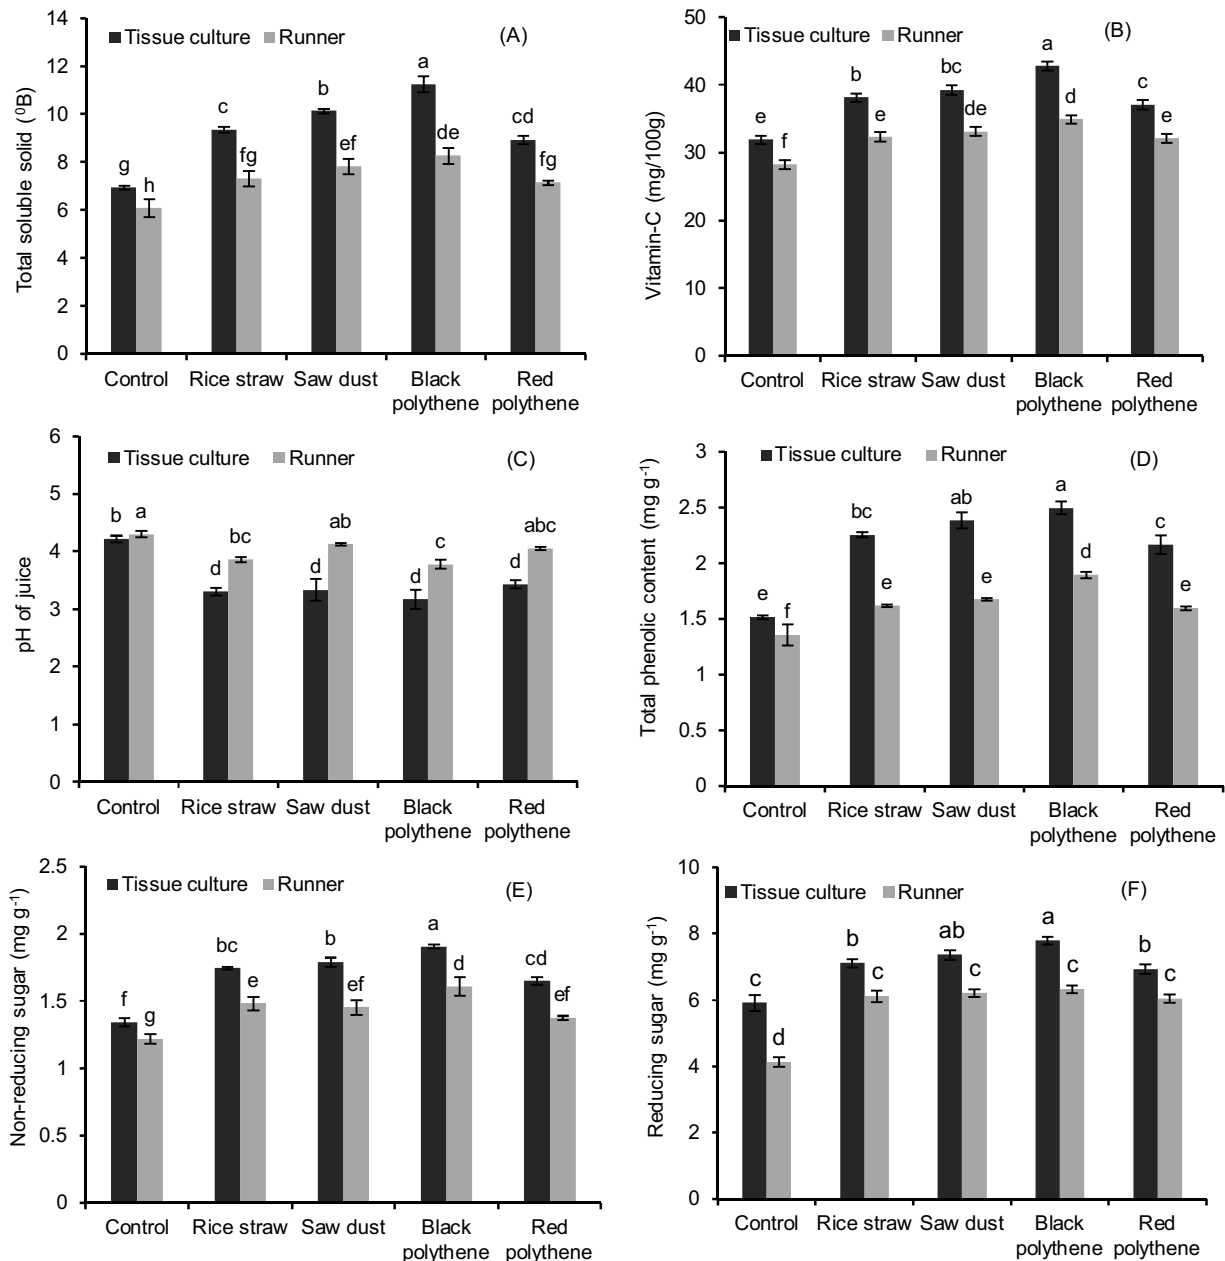 14
12
10
8
6
4
2
0
Total soluble solid (⁰B)
Tissue culture Runner
(A)
g h c fg b ef a de cd fg
Control Rice straw Saw dust Black polythene Red polythene
50
40
30
20
10
0
Vitamin-C (mg/100g)
Tissue culture Runner
(B)
e f b e bc de a d c e
Control Rice straw Saw dust Black polythene Red polythene
6
5
4
3
2
1
0
pH of juice
Tissue culture Runner
(C)
b a d bc d ab d c d abc
Control Rice straw Saw dust Black polythene Red polythene
3
2.5
2
1.5
1
0.5
0
Total phenolic content (mg g⁻¹)
Tissue culture Runner
(D)
e f bc e ab e a d c e
Control Rice straw Saw dust Black polythene Red polythene
2.5
2
1.5
1
0.5
0
Non-reducing sugar (mg g⁻¹)
Tissue culture Runner
(E)
f g bc e b ef a d cd ef
Control Rice straw Saw dust Black polythene Red polythene
10
8
6
4
2
0
Reducing sugar (mg g⁻¹)
Tissue culture Runner
(F)
c d b c ab c a c b c
Control Rice straw Saw dust Black polythene Red polythene